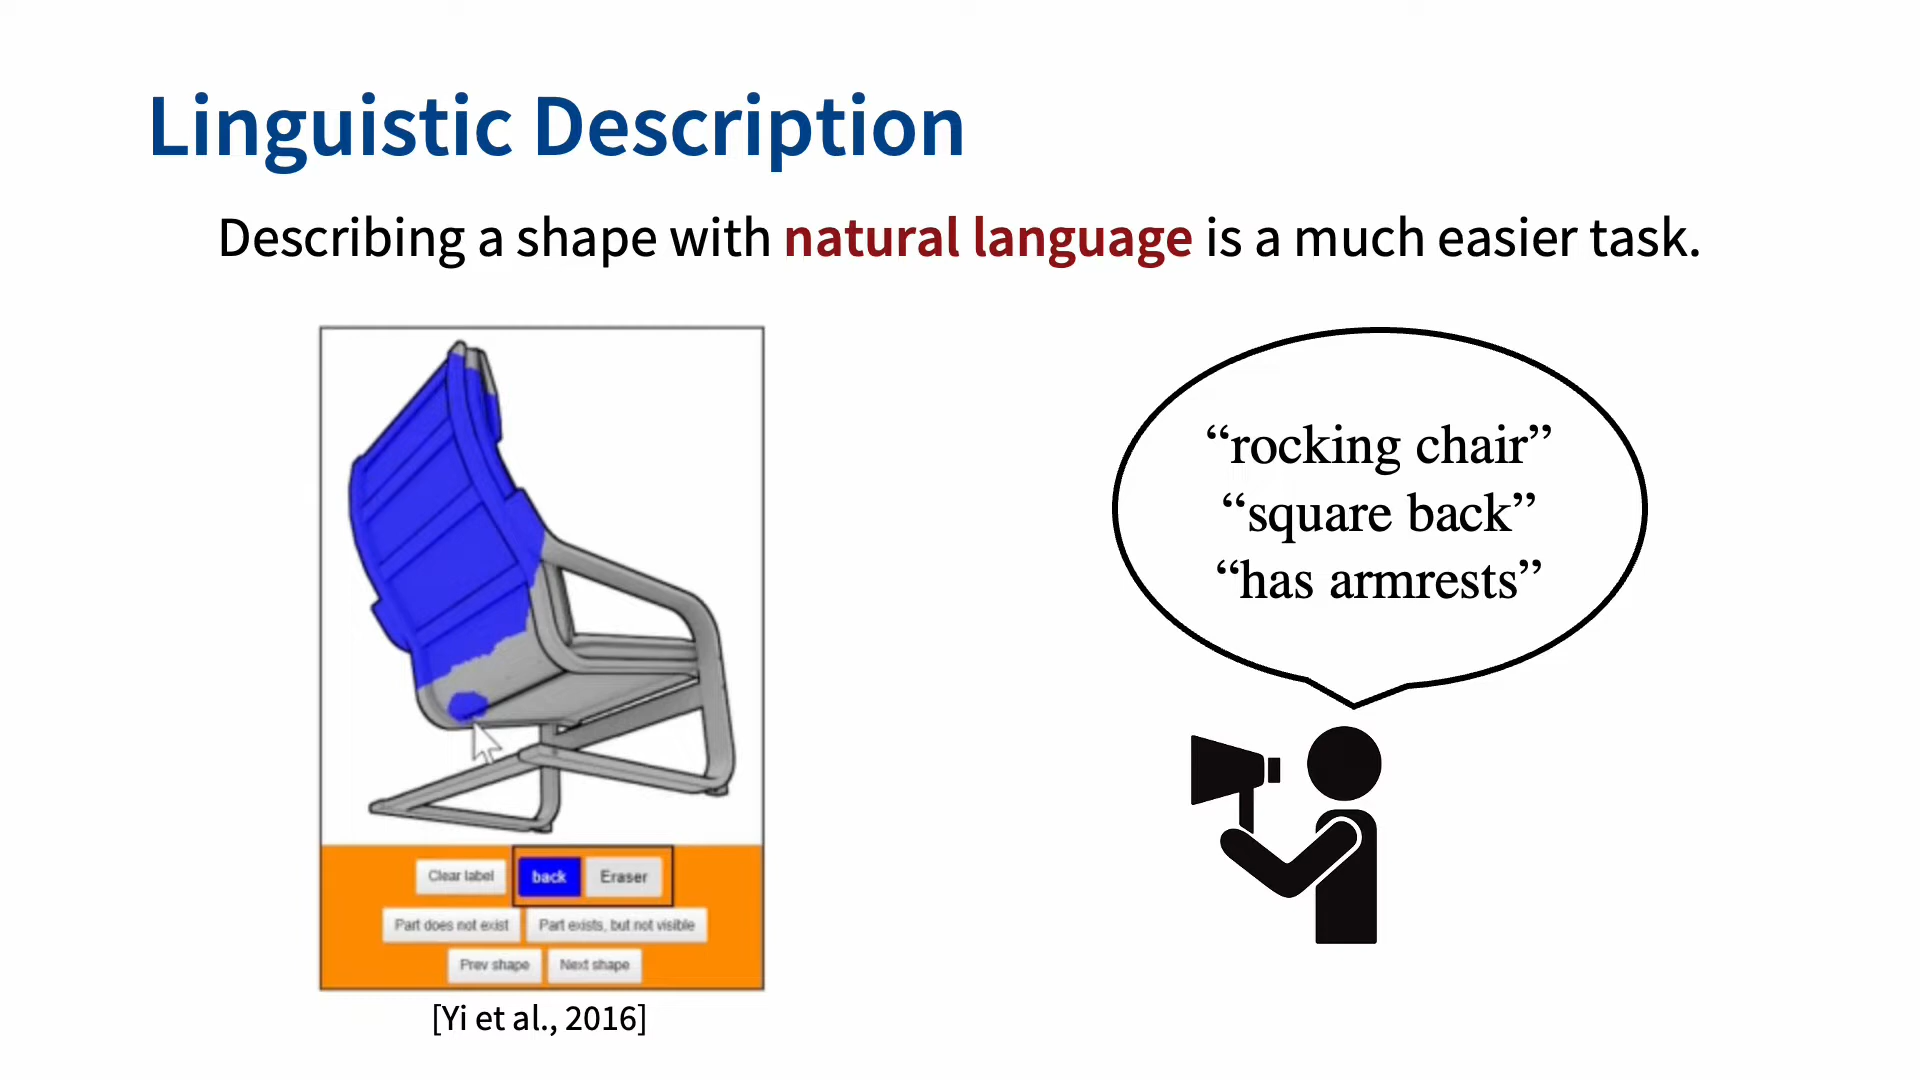 Linguistic Description
Describing a shape with natural language is a much easier task.
Clear label back Eraser
Part does not exist Part exists, but not visible
Prev shape Next shape
[Yi et al., 2016]
“rocking chair”
“square back”
“has armrests”